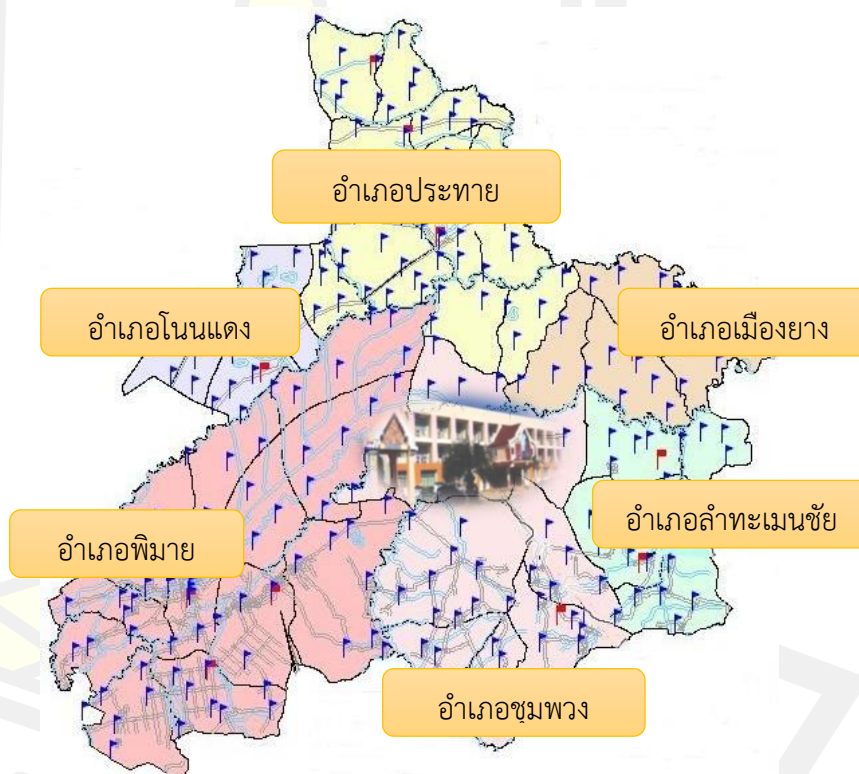 อำเภอประทาย
อำเภอโนนแดง
อำเภอเมืองยาง
อำเภอลำทะเมนชัย
อำเภอพิมาย
อำเภอชุมพวง